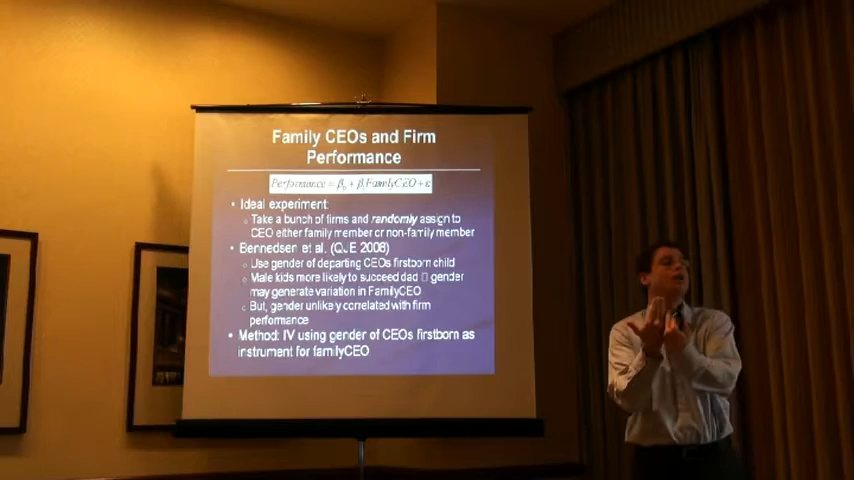 Family CEOs and Firm
Performance
Performance = β₀ + β₁FamilyCEO + ε
• Ideal experiment:
Take a bunch of firms and randomly assign to
CEO either family member or non-family member
• Bennedsen et al. (QJE 2008)
Use gender of departing CEOs firstborn child
Male kids more likely to succeed dad gender
may generate variation in FamilyCEO
But, gender unlikely correlated with firm
performance
• Method: IV using gender of CEOs firstborn as
instrument for familyCEO